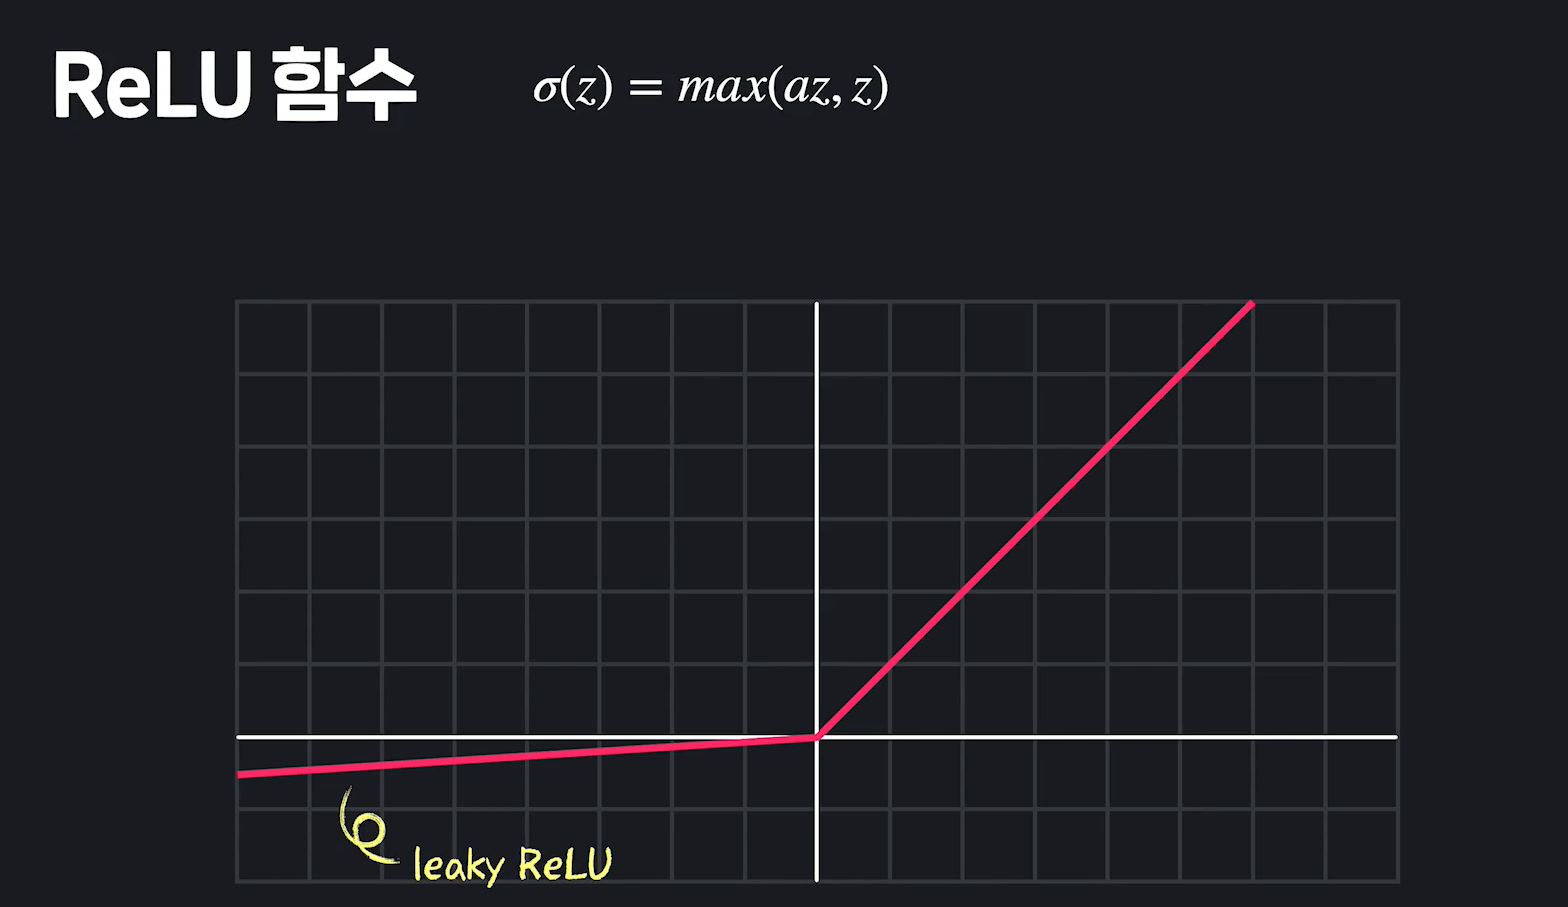 ReLU 함수
σ(z) = max(az, z)
leaky ReLU